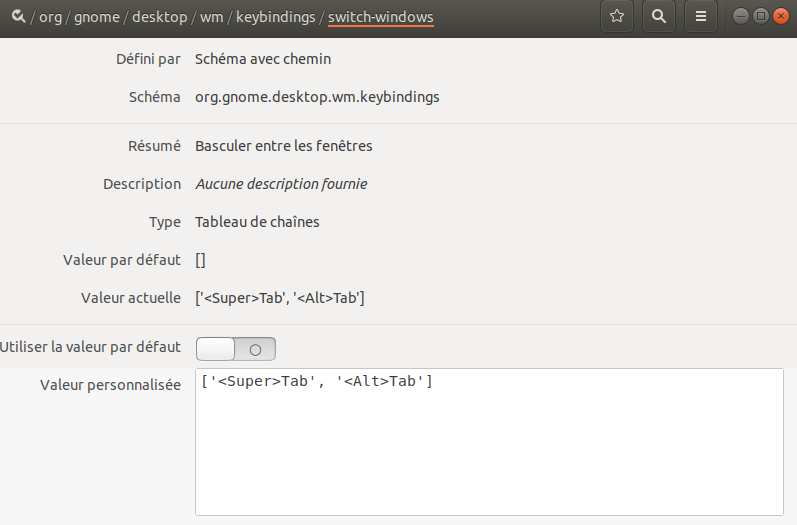 / org / gnome / desktop / wm / keybindings / switch-windows
Défini par Schéma avec chemin
Schéma org.gnome.desktop.wm.keybindings
Résumé Basculer entre les fenêtres
Description Aucune description fournie
Type Tableau de chaînes
Valeur par défaut []
Valeur actuelle ['<Super>Tab', '<Alt>Tab']
Utiliser la valeur par défaut
Valeur personnalisée ['<Super>Tab', '<Alt>Tab']